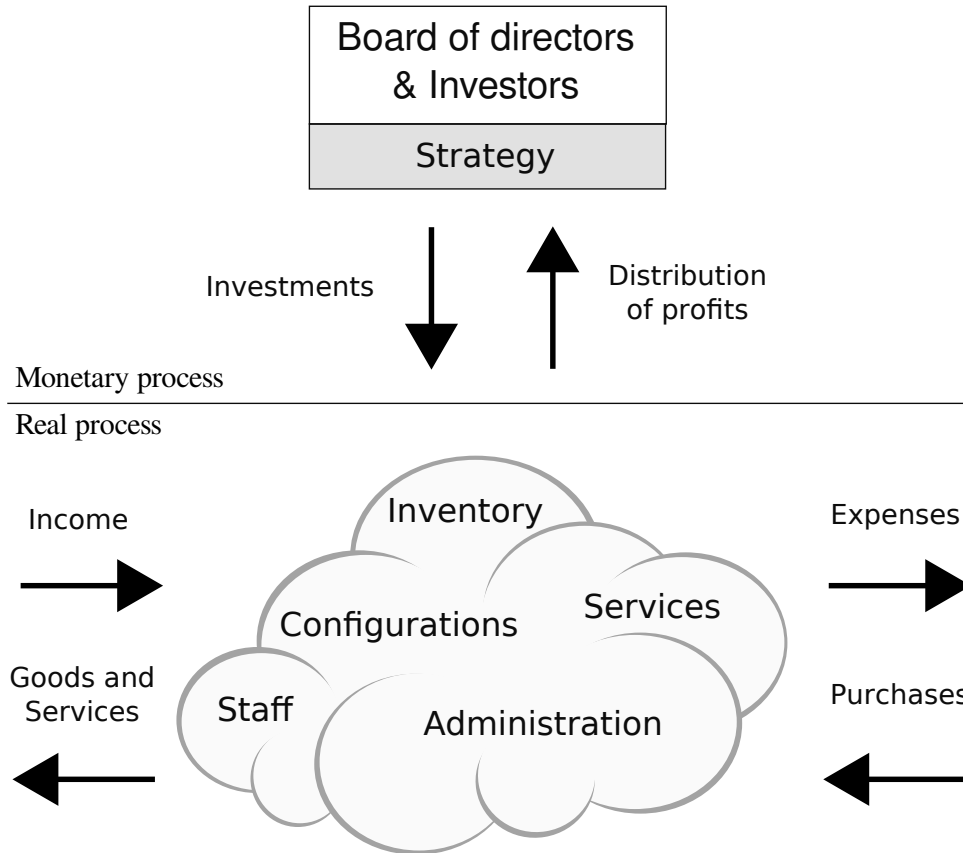 Board of directors
& Investors
Strategy
Investments
Distribution
of profits
Monetary process
Real process
Income
Expenses
Inventory
Configurations
Services
Goods and
Services
Staff
Administration
Purchases